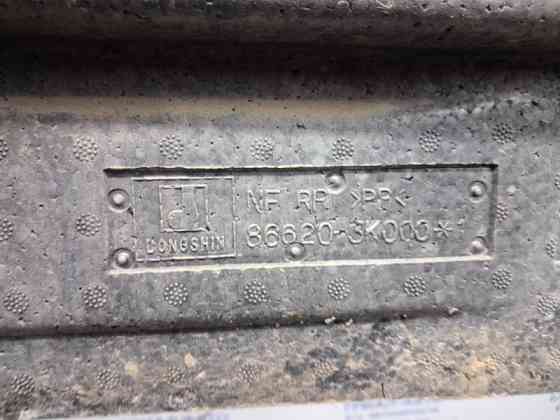 NF RR >PP<
DONGSHIN
86620-3K000*